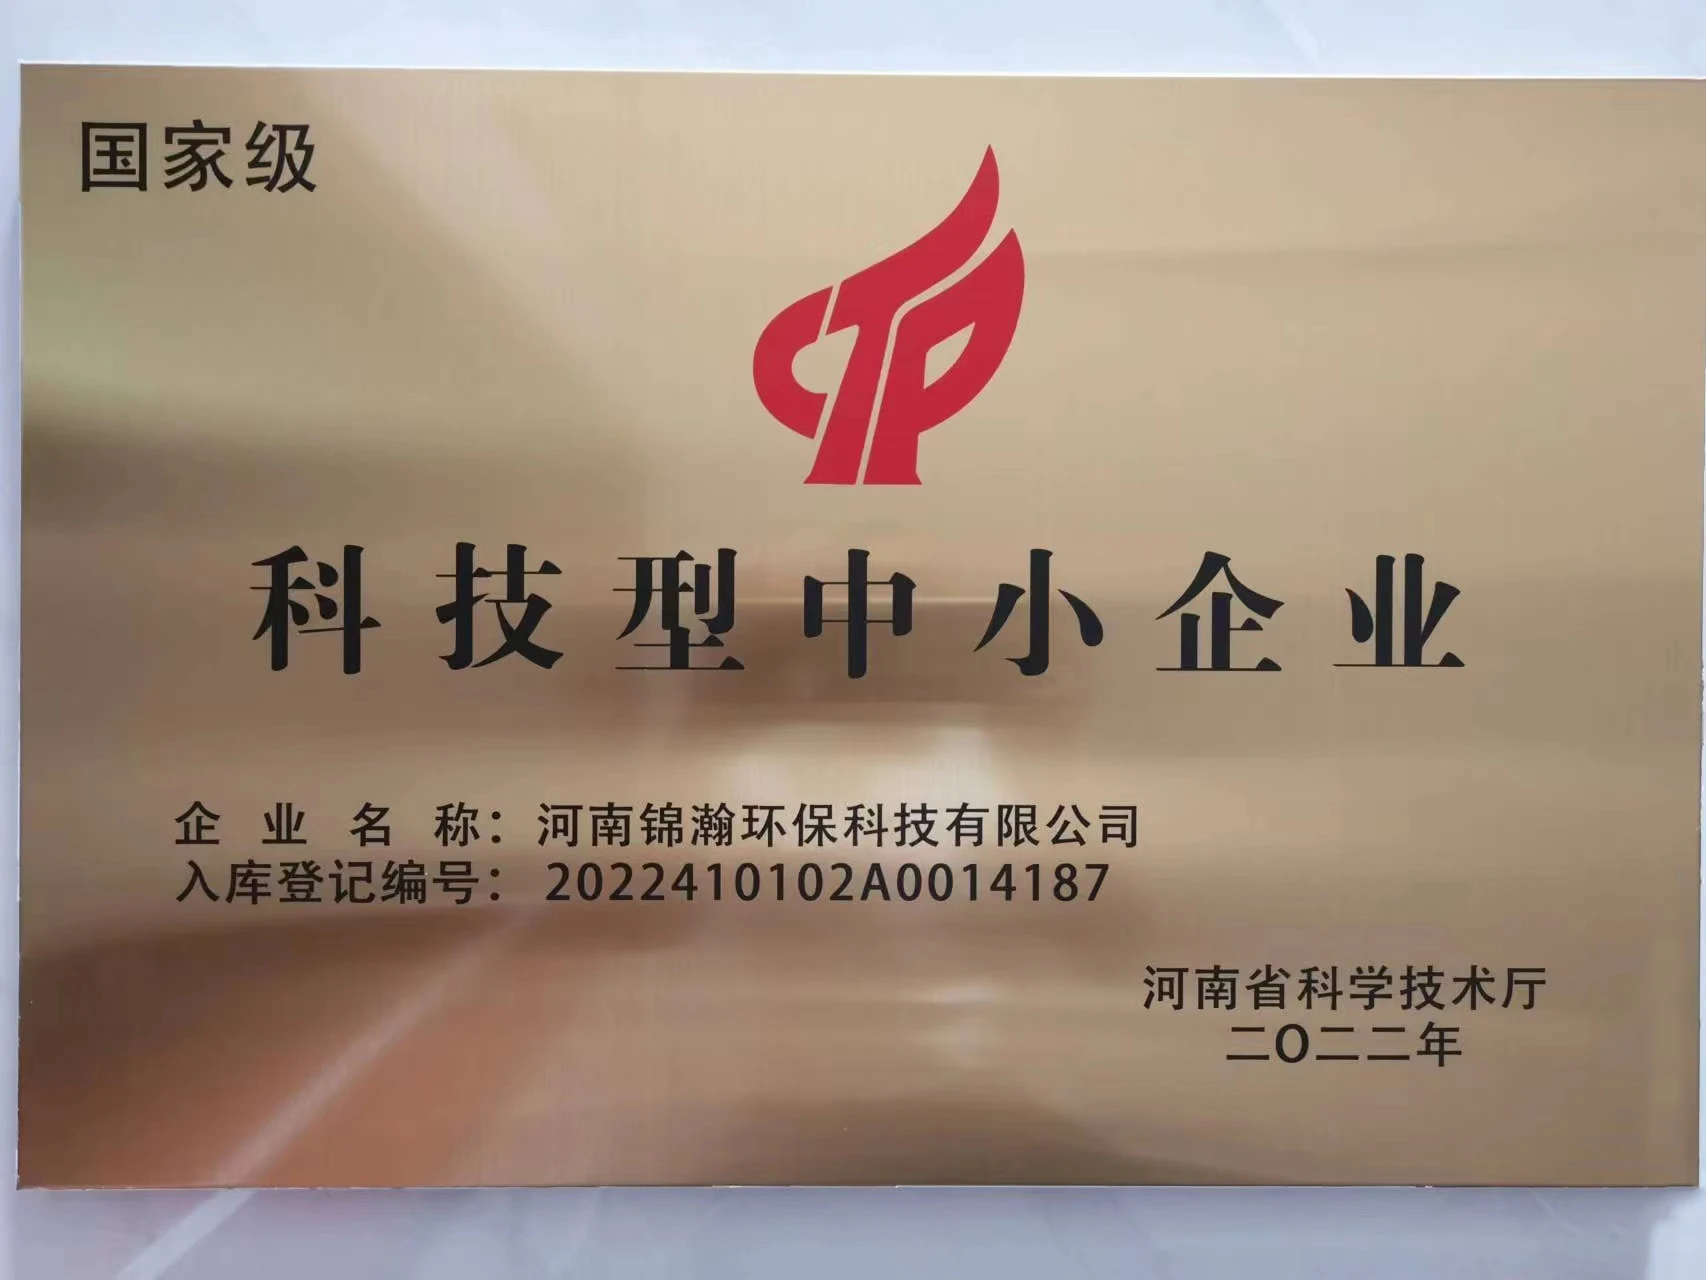 国家级
CTP
科技型中小企业
企业名称：河南锦瀚环保科技有限公司
入库登记编号：2022410102A0014187
河南省科学技术厅
二〇二二年